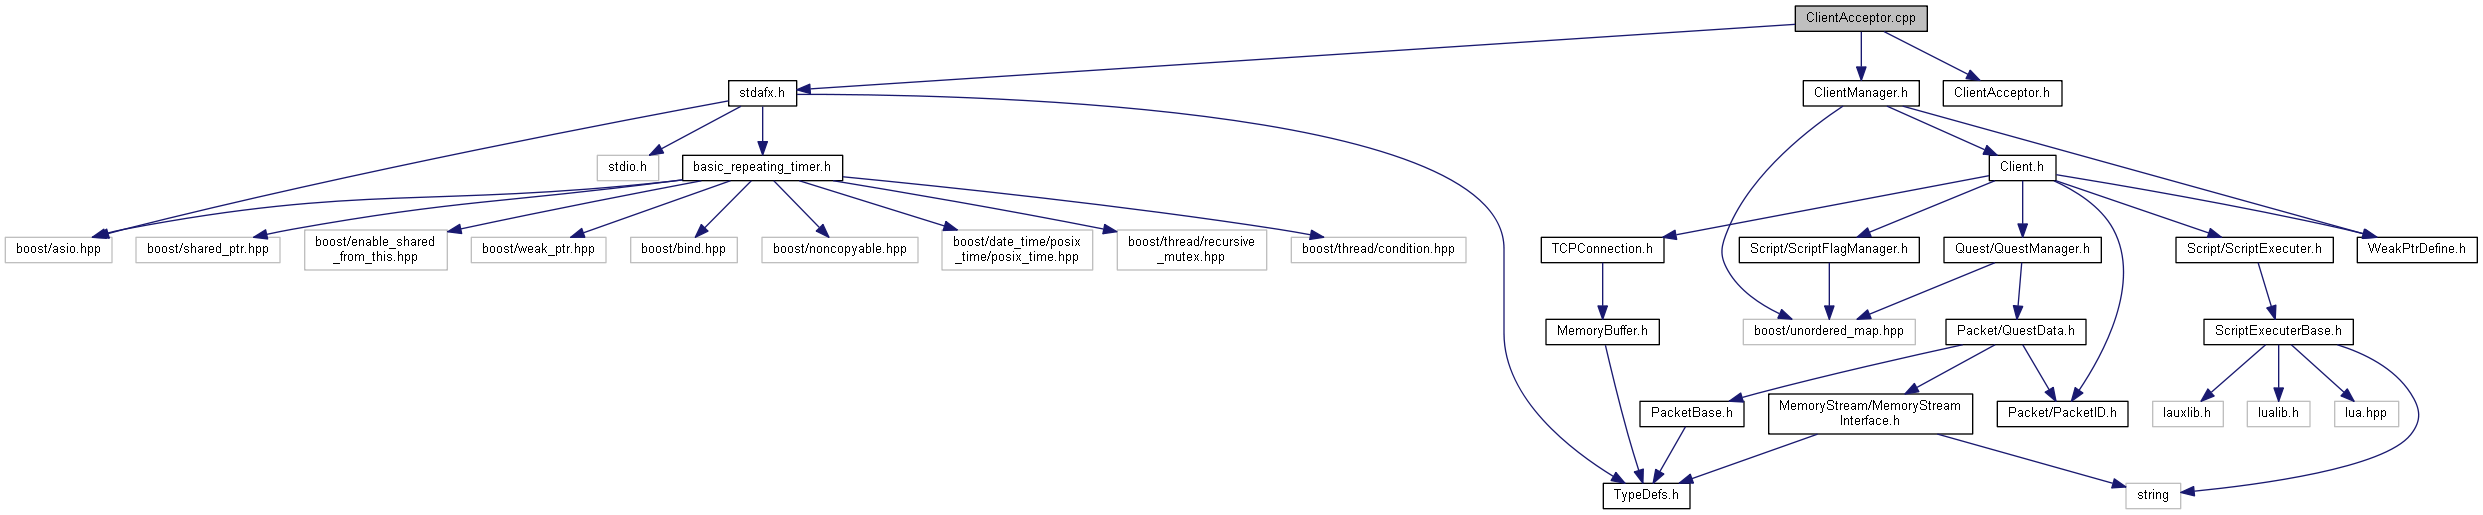 ClientAcceptor.cpp
stdafx.h
ClientManager.h
ClientAcceptor.h
stdio.h
basic_repeating_timer.h
Client.h
boost/asio.hpp
boost/shared_ptr.hpp
boost/enable_shared
_from_this.hpp
boost/weak_ptr.hpp
boost/bind.hpp
boost/noncopyable.hpp
boost/date_time/posix
_time/posix_time.hpp
boost/thread/recursive
_mutex.hpp
boost/thread/condition.hpp
TCPConnection.h
Script/ScriptFlagManager.h
Quest/QuestManager.h
Script/ScriptExecuter.h
WeakPtrDefine.h
MemoryBuffer.h
boost/unordered_map.hpp
Packet/QuestData.h
ScriptExecuterBase.h
PacketBase.h
MemoryStream/MemoryStream
Interface.h
Packet/PacketID.h
lauxlib.h
lualib.h
lua.hpp
TypeDefs.h
string